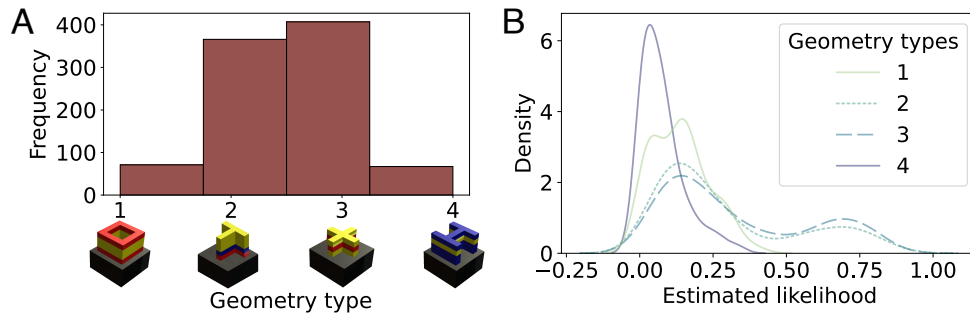 A
Frequency
400
300
200
100
0
1 2 3 4
Geometry type
B
Density
6
4
2
0
−0.25 0.00 0.25 0.50 0.75 1.00
Estimated likelihood
Geometry types
1
2
3
4